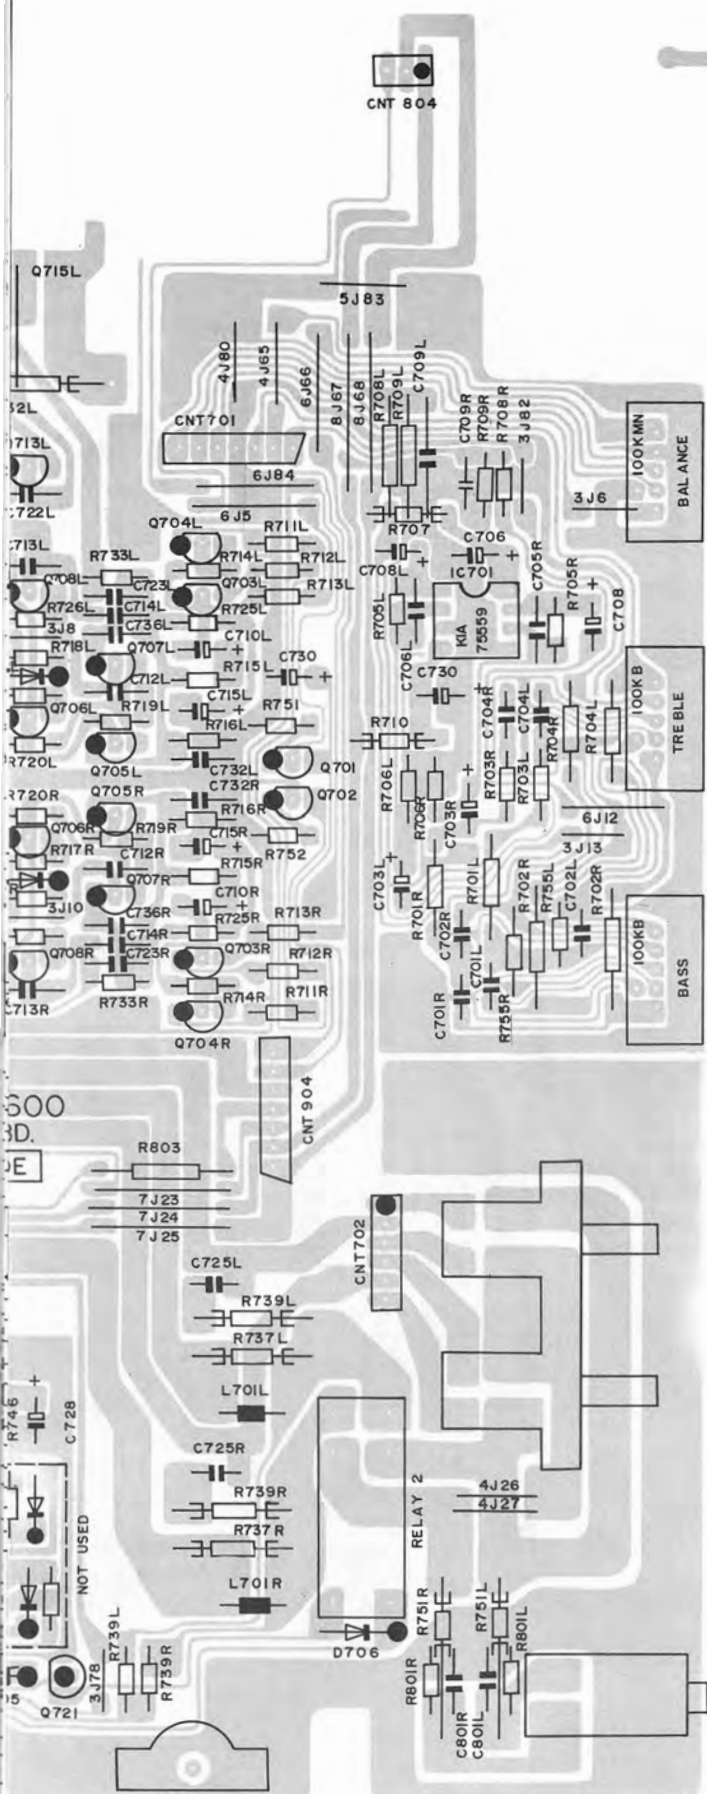 CNT 804
Q715L
5J83
4J80
4J65
6J66
8J67
8J68
R708L
R709L
C709L
C709R
R709R
R708R
3J82
32L
CNT701
100KMN
BALANCE
Q713L
6J84
3J6
C722L
6J5
R707
Q704L
R711L
C706
C713L
R733L
R714L
R712L
C708L
IC701
C705R
R705R
C708L
C723L
Q703L
R713L
R705L
KIA
75559
C708
R726L
C714L
R725L
3J8
C736L
C710L
C706L
R718L
Q707L
R715L
C730
C730
100KB
TREBLE
C712L
C715L
C704R
C704L
Q706L
R719L
R716L
R751
R710
R704R
R704L
R720L
Q705L
C732L
Q701
R706L
R706R
R703R
R703L
R720R
Q705R
C732R
Q702
C703R
6J12
Q706R
R719R
R716R
C715R
R752
3J13
R717R
C712R
R715R
C703L
R701R
R701L
R702R
R755L
C702L
R702R
Q707R
C710R
3J10
C736R
R725R
R713R
C702R
100KB
BASS
C714R
Q708R
C723R
Q703R
R712R
C701L
C713R
R733R
R714R
R711R
C701R
R755R
Q704R
600
BD.
CNT 904
DE
R803
7J23
7J24
7J25
CNT702
C725L
R739L
R737L
R746
C728
L701L
C725R
RELAY 2
4J26
4J27
R739R
NOT USED
R737R
L701R
R751R
R751L
R801L
R739L
D706
3J78
R739R
R801R
Q721
C801R
C801L